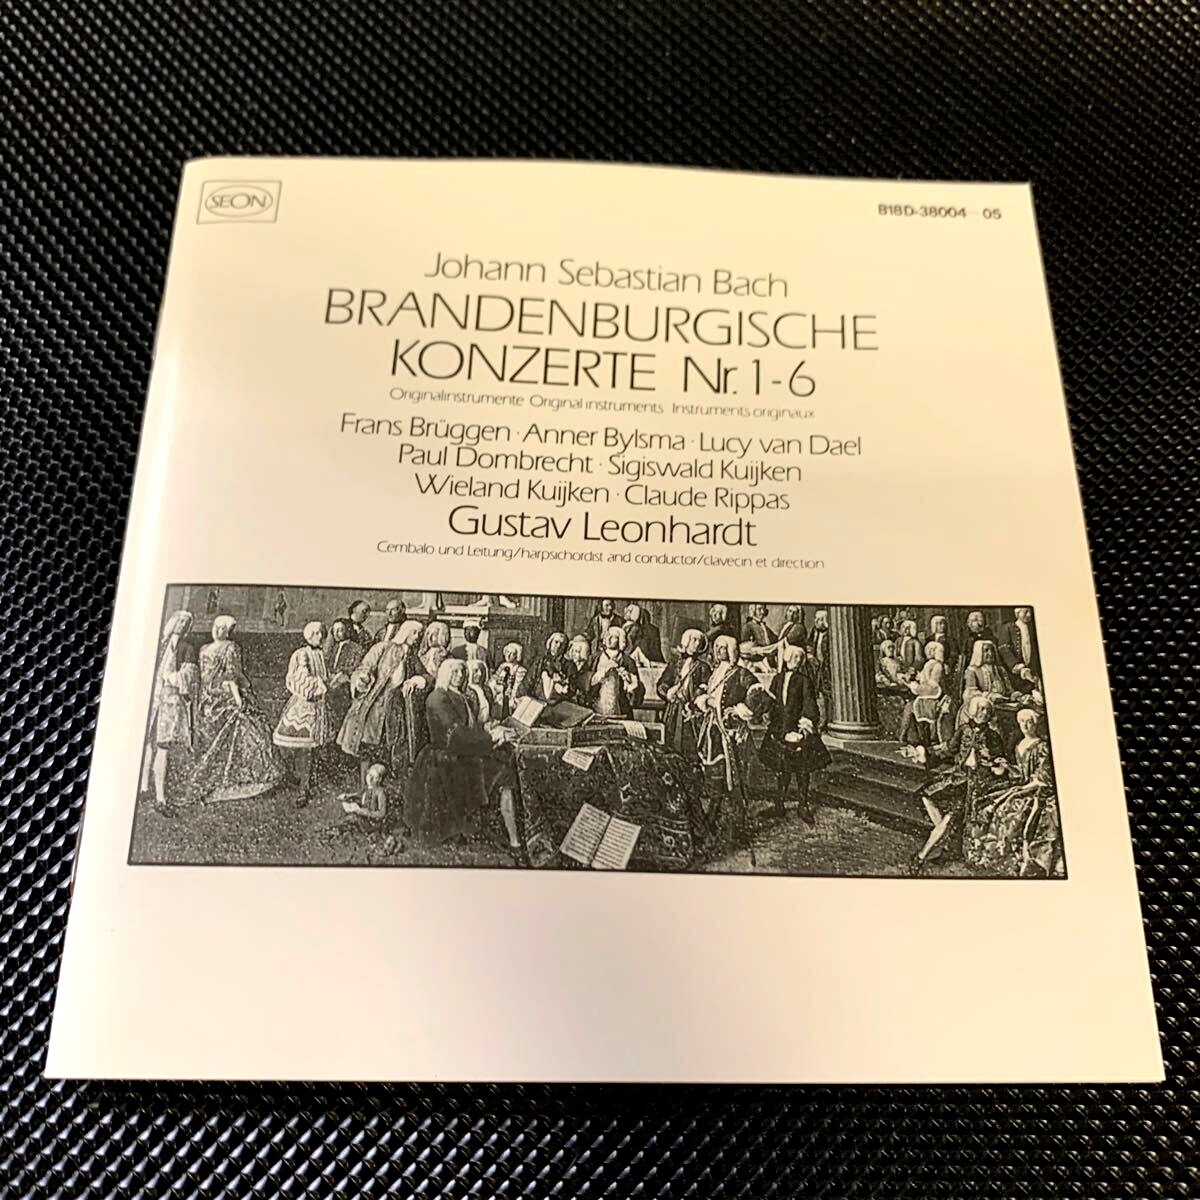 SEON
B18D-38004-05
Johann Sebastian Bach
BRANDENBURGISCHE
KONZERTE Nr. 1-6
Originalinstrumente Original instruments Instruments originaux
Frans Brüggen · Anner Bylsma · Lucy van Dael
Paul Dombrecht · Sigiswald Kuijken
Wieland Kuijken · Claude Rippas
Gustav Leonhardt
Cembalo und Leitung/harpsichordist and conductor/clavecin et direction